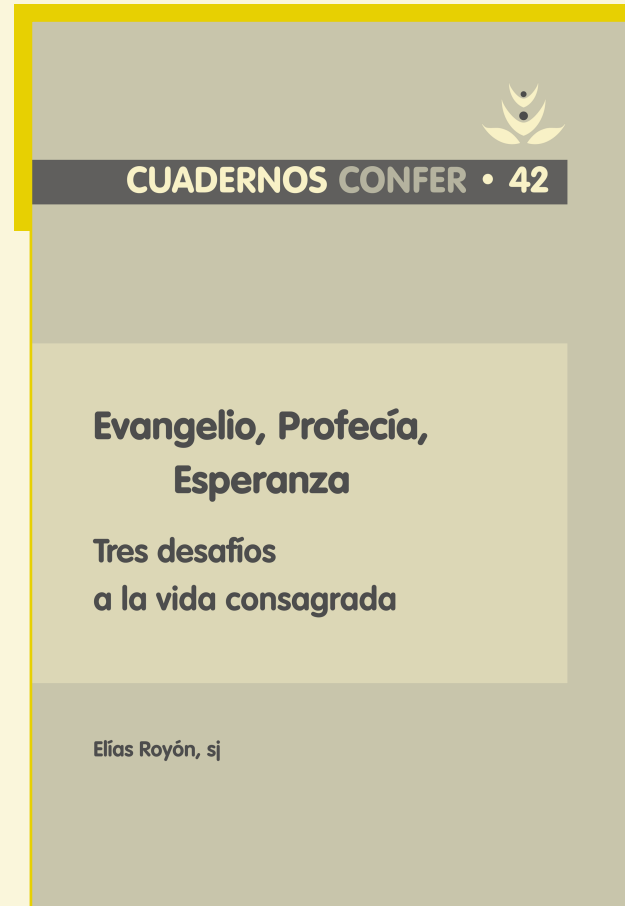 CUADERNOS CONFER • 42
Evangelio, Profecía,
Esperanza
Tres desafíos
a la vida consagrada
Elías Royón, sj